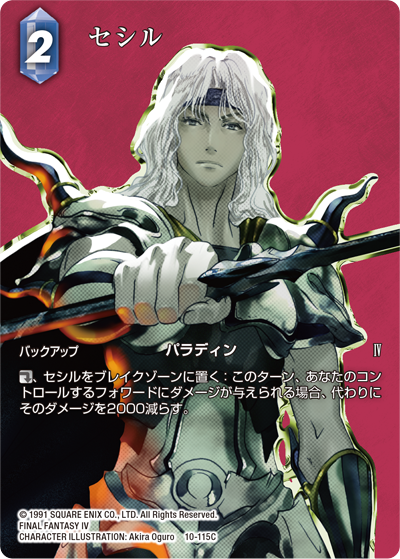 2
セシル
バックアップ パラディン IV
、セシルをブレイクゾーンに置く：このターン、あなたのコン
トロールするフォワードにダメージが与えられる場合、代わりに
そのダメージを2000減らす。
© 1991 SQUARE ENIX CO., LTD. All Rights Reserved.
FINAL FANTASY IV
CHARACTER ILLUSTRATION: Akira Oguro 10-115C